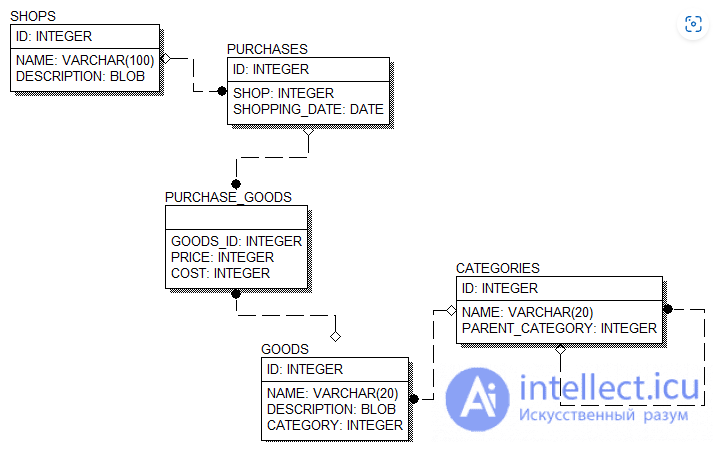 SHOPS
ID: INTEGER
NAME: VARCHAR(100)
DESCRIPTION: BLOB
PURCHASES
ID: INTEGER
SHOP: INTEGER
SHOPPING_DATE: DATE
PURCHASE_GOODS
GOODS_ID: INTEGER
PRICE: INTEGER
COST: INTEGER
CATEGORIES
ID: INTEGER
NAME: VARCHAR(20)
PARENT_CATEGORY: INTEGER
GOODS
ID: INTEGER
NAME: VARCHAR(20)
DESCRIPTION: BLOB
CATEGORY: INTEGER
Ai
intellect.icu
Искусственный разум